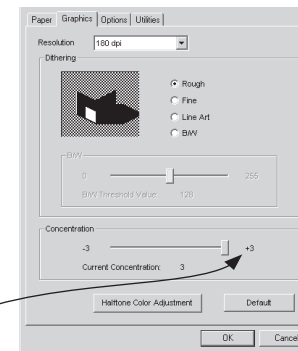 Paper Graphics Options Utilities
Resolution 180 dpi
Dithering
Rough
Fine
Line Art
B/W
B/W
0 255
B/W Threshold Value: 128
Concentration
-3 +3
Current Concentration: 3
Halftone Color Adjustment Default
OK Cancel